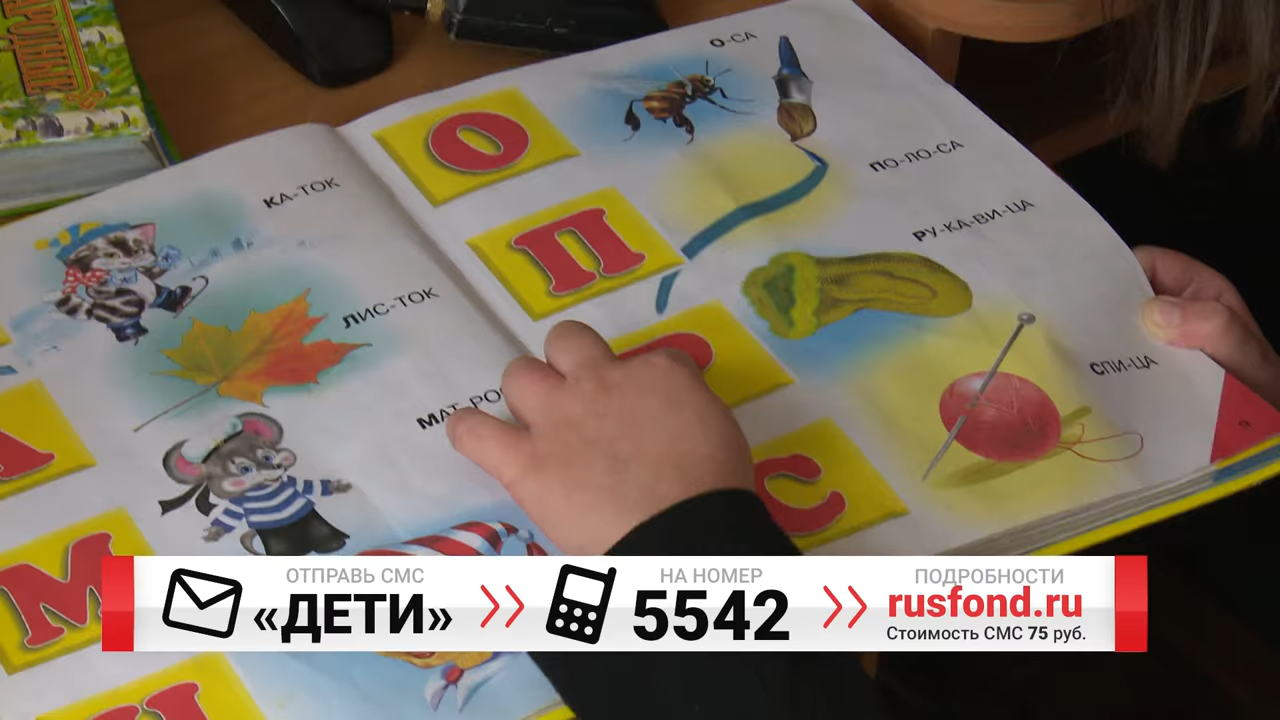 КА-ТОК
ЛИС-ТОК
М
О
О-СА
П
ПО-ЛО-СА
РУ-КА-ВИ-ЦА
С
СПИ-ЦА
9
ОТПРАВЬ СМС
«ДЕТИ»
НА НОМЕР
5542
ПОДРОБНОСТИ
rusfond.ru
Стоимость СМС 75 руб.